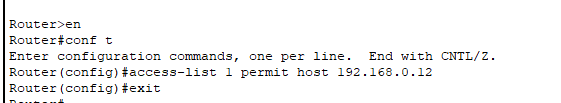 Router>en
Router#conf t
Enter configuration commands, one per line.  End with CNTL/Z.
Router(config)#access-list 1 permit host 192.168.0.12
Router(config)#exit
Router#